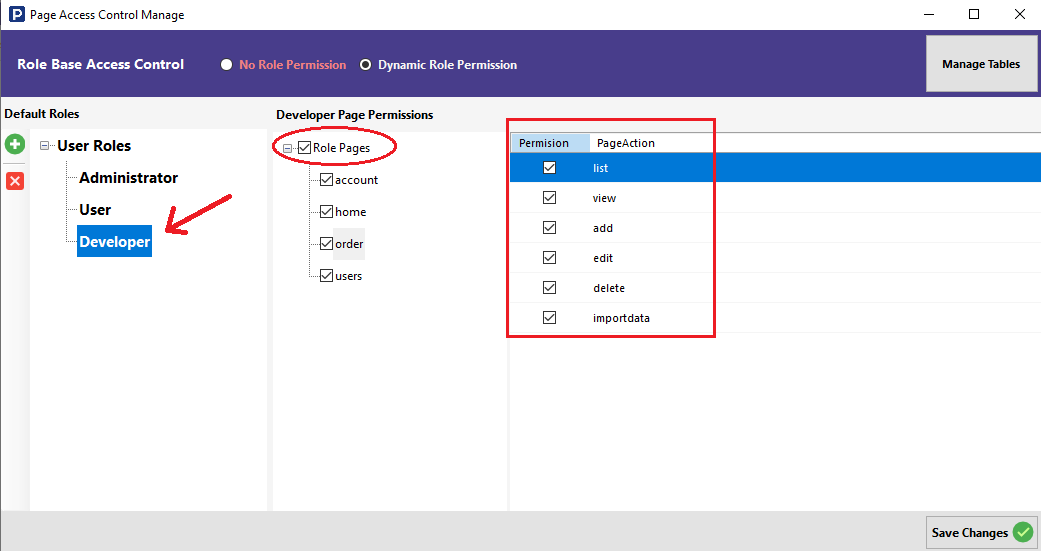 Page Access Control Manage
Role Base Access Control
No Role Permission
Dynamic Role Permission
Manage Tables
Default Roles
User Roles
Administrator
User
Developer
Developer Page Permissions
Role Pages
account
home
order
users
Permision PageAction
list
view
add
edit
delete
importdata
Save Changes